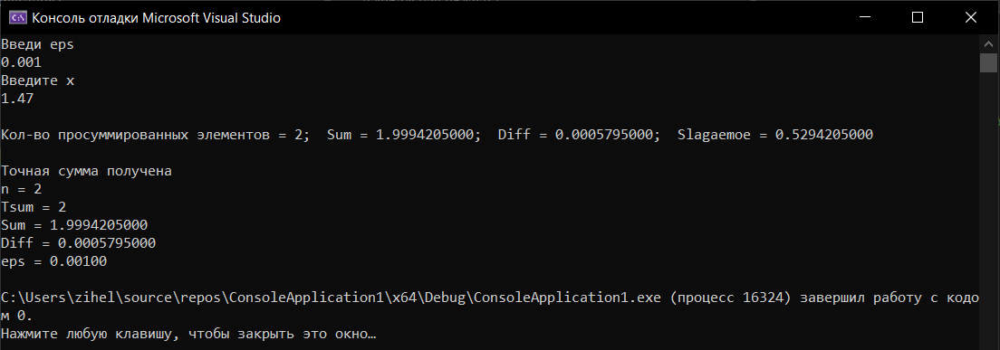 Консоль отладки Microsoft Visual Studio
Введи eps
0.001
Введите x
1.47
Кол-во просуммированных элементов = 2;  Sum = 1.9994205000;  Diff = 0.0005795000;  Slagaemoe = 0.5294205000
Точная сумма получена
n = 2
Tsum = 2
Sum = 1.9994205000
Diff = 0.0005795000
eps = 0.00100
C:\Users\zihel\source\repos\ConsoleApplication1\x64\Debug\ConsoleApplication1.exe (процесс 16324) завершил работу с кодо
м 0.
Нажмите любую клавишу, чтобы закрыть это окно…